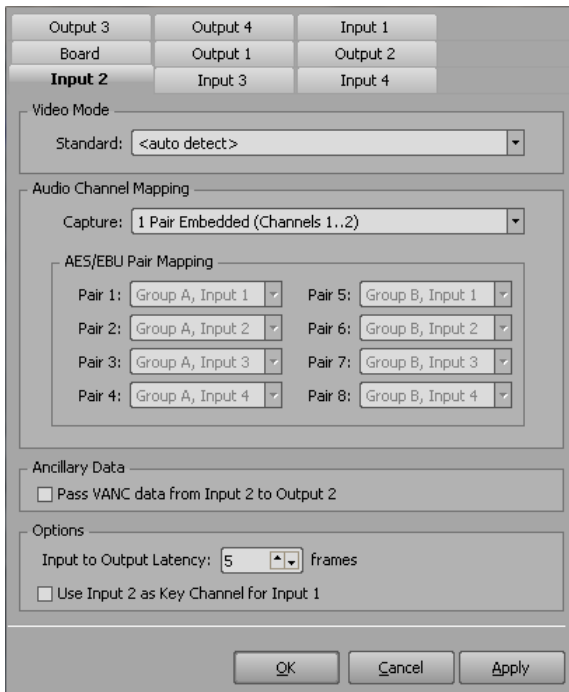 Output 3 Output 4 Input 1
Board Output 1 Output 2
Input 2 Input 3 Input 4
Video Mode
Standard: <auto detect>
Audio Channel Mapping
Capture: 1 Pair Embedded (Channels 1..2)
AES/EBU Pair Mapping
Pair 1: Group A, Input 1 Pair 5: Group B, Input 1
Pair 2: Group A, Input 2 Pair 6: Group B, Input 2
Pair 3: Group A, Input 3 Pair 7: Group B, Input 3
Pair 4: Group A, Input 4 Pair 8: Group B, Input 4
Ancillary Data
Pass VANC data from Input 2 to Output 2
Options
Input to Output Latency: 5 frames
Use Input 2 as Key Channel for Input 1
OK Cancel Apply